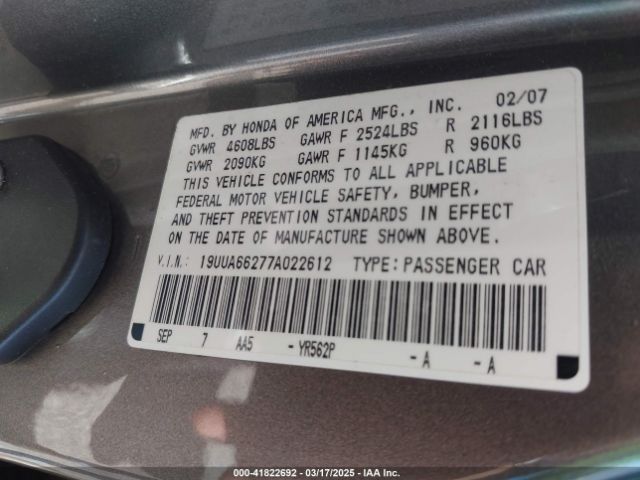 MFD. BY HONDA OF AMERICA MFG., INC. 02/07
GVWR 4608LBS GAWR F 2524LBS R 2116LBS
GVWR 2090KG GAWR F 1145KG R 960KG
THIS VEHICLE CONFORMS TO ALL APPLICABLE
FEDERAL MOTOR VEHICLE SAFETY, BUMPER,
AND THEFT PREVENTION STANDARDS IN EFFECT
ON THE DATE OF MANUFACTURE SHOWN ABOVE.
V.I.N.: 19UUA66277A022612 TYPE:PASSENGER CAR
SEP 7 AA5 - YR562P - A - A
000-41822692 - 03/17/2025 - IAA Inc.